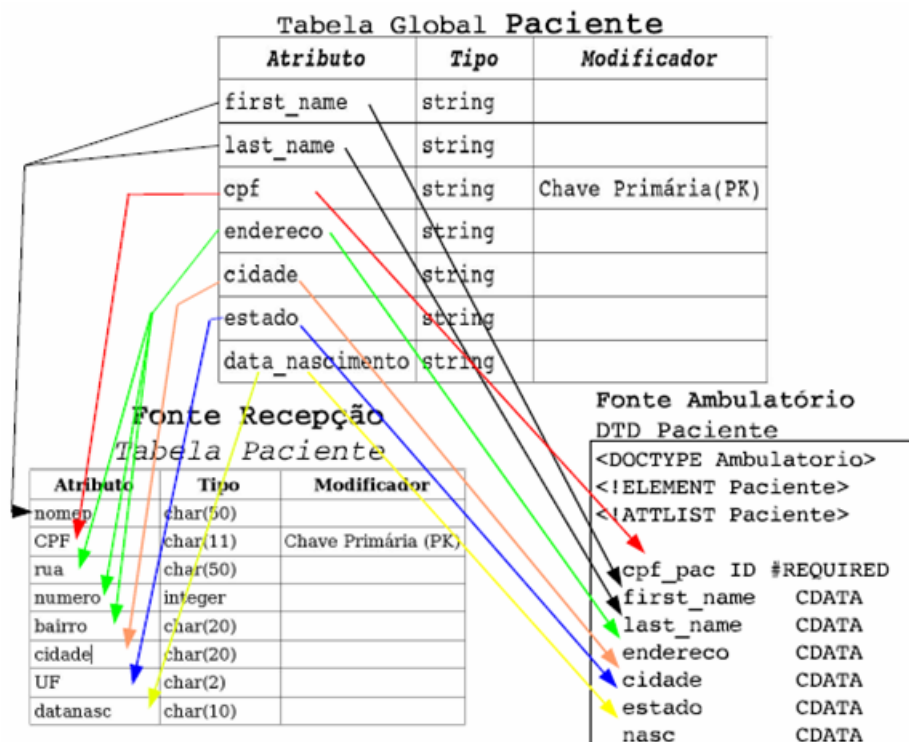 Tabela Global Paciente
Atributo Tipo Modificador
first_name string
last_name string
cpf string Chave Primária(PK)
endereco string
cidade string
estado string
data_nascimento string
Fonte Recepção
Tabela Paciente
Atributo Tipo Modificador
nomep char(50)
CPF char(11) Chave Primária (PK)
rua char(50)
numero integer
bairro char(20)
cidade char(20)
UF char(2)
datanasc char(10)
Fonte Ambulatório
DTD Paciente
<DOCTYPE Ambulatorio>
<!ELEMENT Paciente>
<!ATTLIST Paciente>
cpf_pac ID #REQUIRED
first_name CDATA
last_name CDATA
endereco CDATA
cidade CDATA
estado CDATA
nasc CDATA